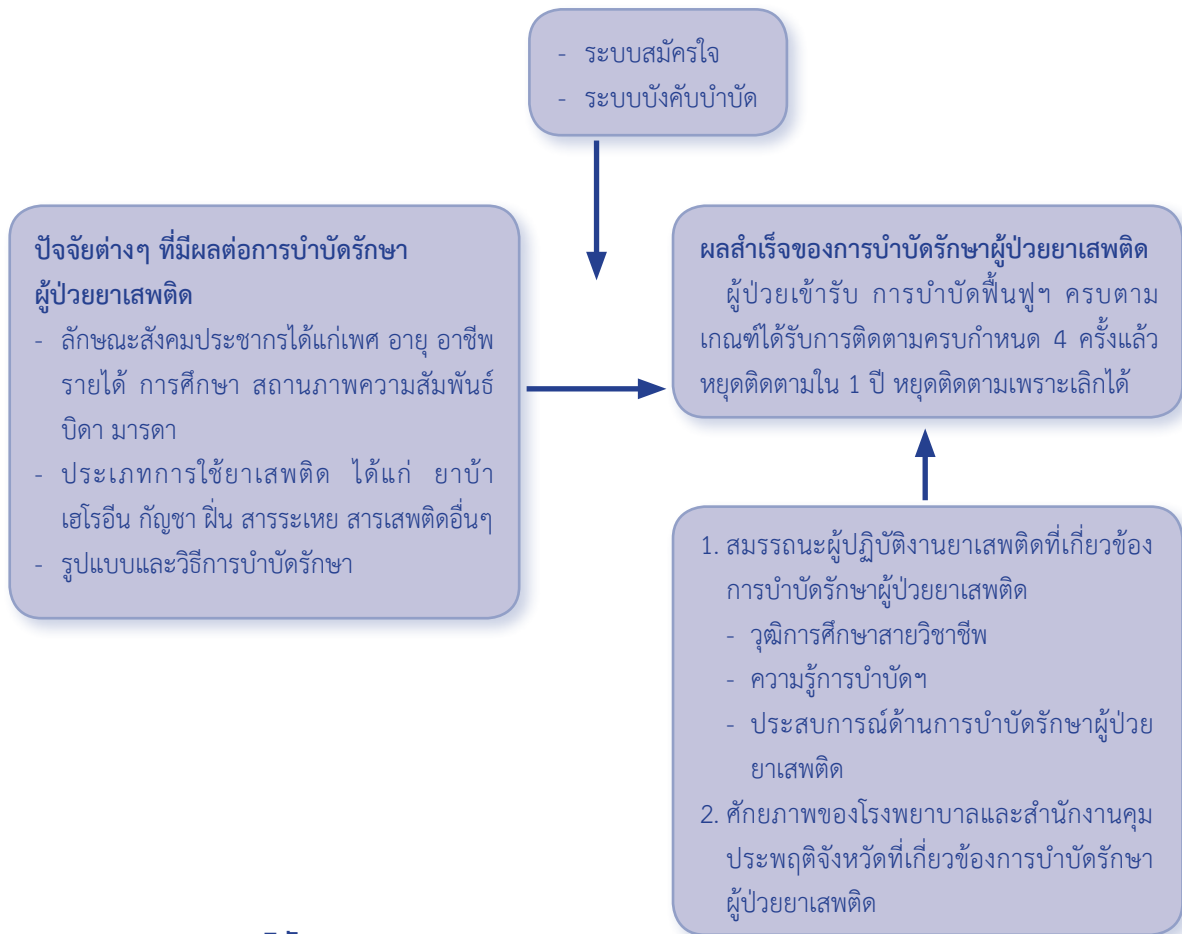 - ระบบสมัครใจ
- ระบบบังคับบำบัด
ปัจจัยต่างๆ ที่มีผลต่อการบำบัดรักษา
ผู้ป่วยยาเสพติด
- ลักษณะสังคมประชากรได้แก่เพศ อายุ อาชีพ
รายได้ การศึกษา สถานภาพความสัมพันธ์
บิดา มารดา
- ประเภทการใช้ยาเสพติด ได้แก่ ยาบ้า
เฮโรอีน กัญชา ฝิ่น สารระเหย สารเสพติดอื่นๆ
- รูปแบบและวิธีการบำบัดรักษา
ผลสำเร็จของการบำบัดรักษาผู้ป่วยยาเสพติด
ผู้ป่วยเข้ารับ การบำบัดฟื้นฟูฯ ครบตาม
เกณฑ์ได้รับการติดตามครบกำหนด 4 ครั้งแล้ว
หยุดติดตามใน 1 ปี หยุดติดตามเพราะเลิกได้
1. สมรรถนะผู้ปฏิบัติงานยาเสพติดที่เกี่ยวข้อง
การบำบัดรักษาผู้ป่วยยาเสพติด
- วุฒิการศึกษาสายวิชาชีพ
- ความรู้การบำบัดฯ
- ประสบการณ์ด้านการบำบัดรักษาผู้ป่วย
ยาเสพติด
2. ศักยภาพของโรงพยาบาลและสำนักงานคุม
ประพฤติจังหวัดที่เกี่ยวข้องการบำบัดรักษา
ผู้ป่วยยาเสพติด